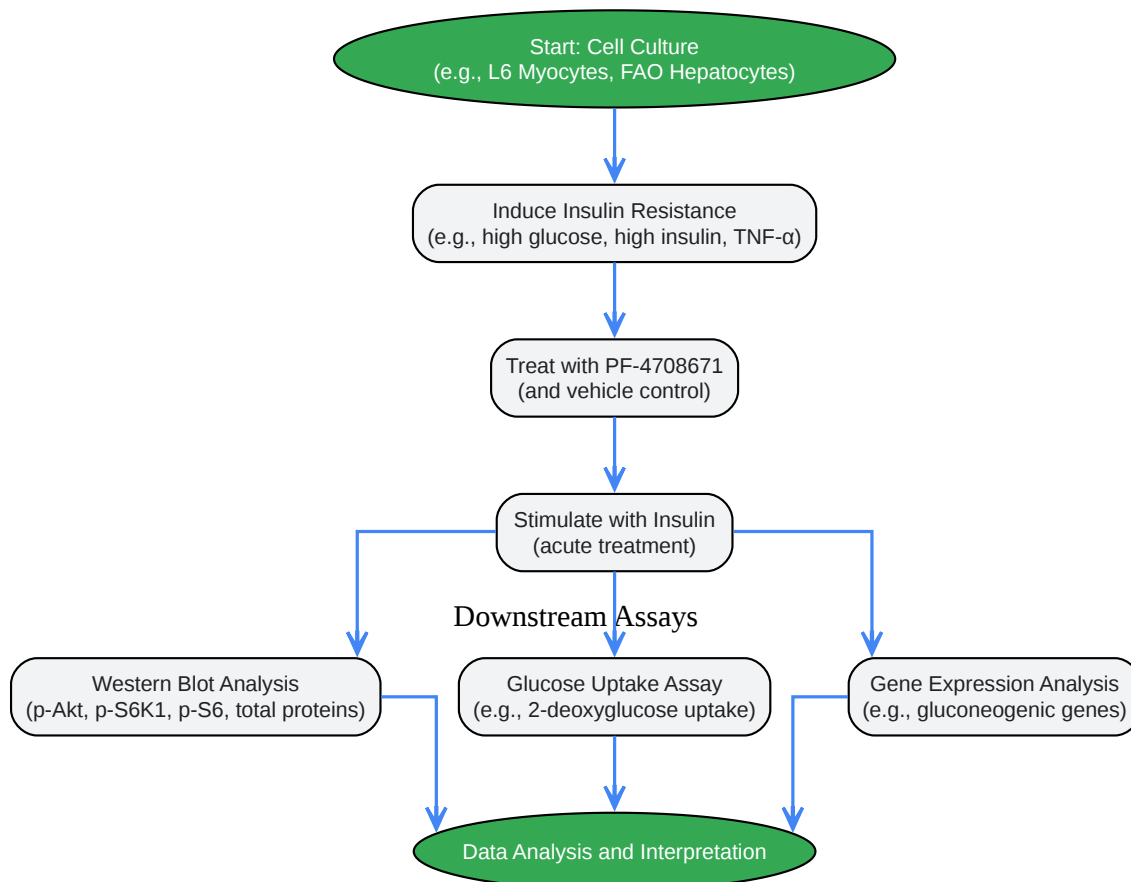 Start: Cell Culture
(e.g., L6 Myocytes, FAO Hepatocytes)
Induce Insulin Resistance
(e.g., high glucose, high insulin, TNF-α)
Treat with PF-4708671
(and vehicle control)
Stimulate with Insulin
(acute treatment)
Downstream Assays
Western Blot Analysis
(p-Akt, p-S6K1, p-S6, total proteins)
Glucose Uptake Assay
(e.g., 2-deoxyglucose uptake)
Gene Expression Analysis
(e.g., gluconeogenic genes)
Data Analysis and Interpretation